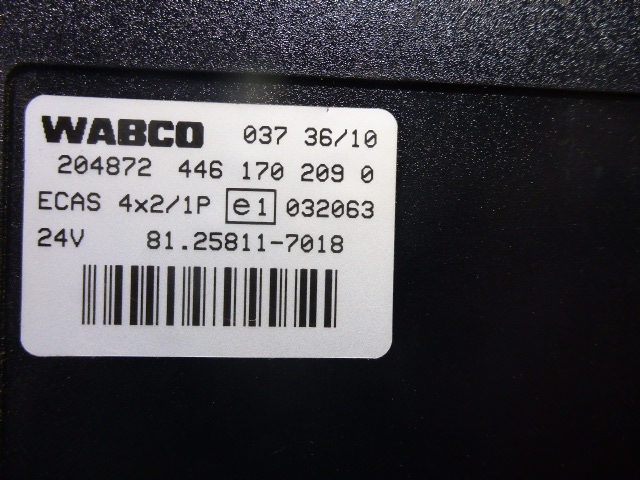 WABCO 037 36/10
204872 446 170 209 0
ECAS 4x2/1P e1 032063
24V 81.25811-7018